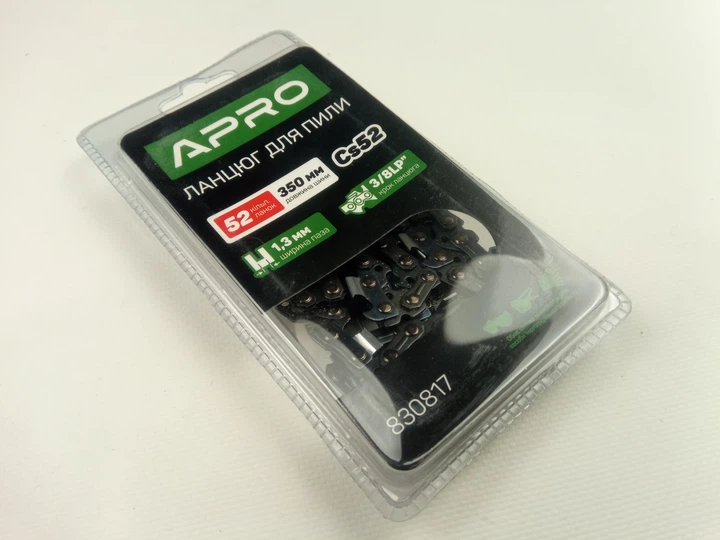 APRO
ЛАНЦЮГ ДЛЯ ПИЛИ
52 кільк. ланок
350 мм
довжина шини
Cs52
1,3 мм
ширина паза
3/8LP"
крок ланцюга
830817